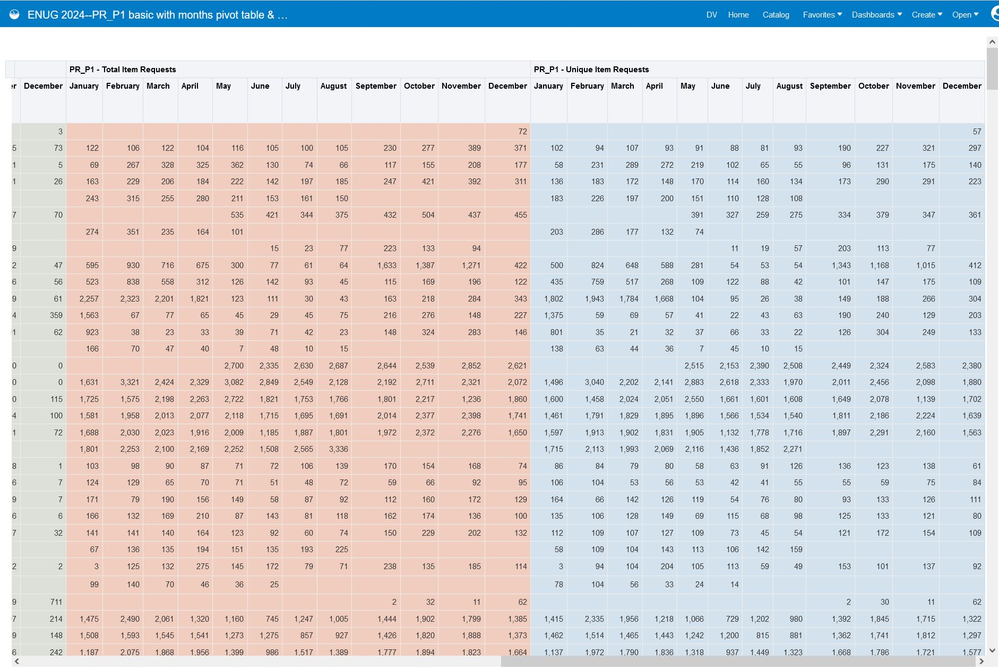 ENUG 2024--PR_P1 basic with months pivot table & ... DV Home Catalog Favorites Dashboards Create Open
PR_P1 - Total Item Requests PR_P1 - Unique Item Requests
er December January February March April May June July August September October November December January February March April May June July August September October November December
3 72 57
5 73 122 106 122 104 116 105 100 105 230 277 389 371 102 94 107 93 91 88 81 93 190 227 321 297
1 5 69 267 328 325 362 130 74 66 117 155 208 177 58 231 289 272 219 102 65 55 96 131 175 140
1 26 163 229 206 184 222 142 197 185 247 421 392 311 136 183 172 148 170 114 160 134 173 290 291 223
243 315 255 280 211 153 161 150 183 226 197 200 151 110 128 108
7 70 535 421 344 375 432 504 437 455 391 327 259 275 334 379 347 361
274 351 235 164 101 203 286 177 132 74
9 15 23 77 223 133 94 11 19 57 203 113 77
2 47 595 930 716 675 300 77 61 64 1,633 1,387 1,271 422 500 824 648 588 281 54 53 54 1,343 1,168 1,015 412
6 56 523 838 558 312 126 142 93 45 115 169 196 122 435 759 517 268 109 122 88 42 101 147 175 109
9 61 2,257 2,323 2,201 1,821 123 111 30 43 163 218 284 343 1,802 1,943 1,784 1,668 104 95 26 38 149 188 266 304
4 359 1,563 67 77 65 45 29 45 75 216 276 148 227 1,375 59 69 57 41 22 43 63 190 240 129 203
1 62 923 38 23 33 39 71 42 23 148 324 283 146 801 35 21 32 37 66 33 22 126 304 249 133
166 70 47 40 7 48 10 15 138 63 44 36 7 45 10 15
0 0 2,700 2,335 2,630 2,687 2,644 2,539 2,852 2,621 2,515 2,153 2,390 2,508 2,449 2,324 2,583 2,380
0 0 1,631 3,321 2,424 2,329 3,082 2,849 2,549 2,128 2,192 2,711 2,321 2,072 1,496 3,040 2,202 2,141 2,883 2,618 2,333 1,970 2,011 2,456 2,098 1,880
0 115 1,725 1,575 2,198 2,263 2,722 1,821 1,753 1,766 1,801 2,217 1,236 1,860 1,600 1,458 2,024 2,051 2,550 1,661 1,601 1,608 1,649 2,078 1,139 1,702
4 100 1,581 1,958 2,013 2,077 2,118 1,715 1,695 1,691 2,014 2,377 2,398 1,741 1,461 1,791 1,829 1,895 1,896 1,566 1,534 1,540 1,811 2,186 2,224 1,639
1 72 1,688 2,030 2,023 1,916 2,009 1,185 1,887 1,801 1,972 2,372 2,276 1,650 1,597 1,913 1,902 1,831 1,905 1,132 1,778 1,716 1,897 2,291 2,160 1,563
1,801 2,253 2,100 2,169 2,252 1,508 2,565 3,336 1,715 2,113 1,993 2,069 2,116 1,436 1,852 2,271
8 1 103 98 90 87 71 72 106 139 170 154 168 74 86 84 79 80 58 63 91 126 136 123 138 61
6 7 124 129 65 70 71 51 48 72 59 66 92 95 106 104 53 56 53 42 41 55 55 59 75 84
9 7 171 79 190 156 149 58 87 92 112 160 172 129 164 66 142 126 119 54 76 80 93 133 126 111
6 6 166 132 169 210 87 143 81 118 162 174 136 100 135 106 128 149 69 115 68 98 125 133 121 80
7 32 141 141 140 164 123 92 60 74 150 229 202 132 112 109 107 127 109 73 45 54 121 172 154 109
67 136 135 194 151 135 193 225 58 109 104 143 113 106 142 159
2 2 3 125 132 275 145 172 79 71 238 135 185 114 3 94 104 204 105 113 59 49 153 101 137 92
99 140 70 46 36 25 78 104 56 33 24 14
9 711 2 32 11 62 2 30 11 62
7 214 1,475 2,490 2,061 1,320 1,160 745 1,247 1,005 1,444 1,902 1,799 1,385 1,415 2,335 1,956 1,218 1,066 729 1,202 980 1,392 1,845 1,715 1,322
9 148 1,508 1,593 1,545 1,541 1,273 1,275 857 927 1,426 1,820 1,888 1,373 1,462 1,514 1,465 1,443 1,242 1,200 815 881 1,362 1,741 1,812 1,297
6 242 1,187 2,075 1,868 1,956 1,399 986 1,517 1,389 1,777 1,894 1,823 1,664 1,137 1,972 1,790 1,836 1,318 937 1,449 1,323 1,668 1,786 1,721 1,577